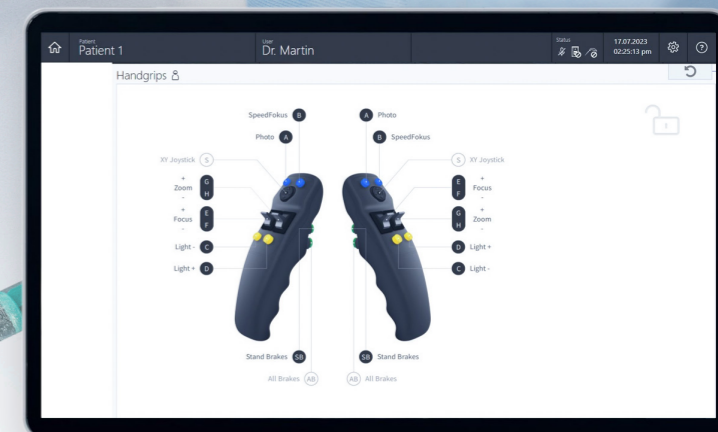 Patient
Patient 1
User
Dr. Martin
Status
17.07.2023
02:25:13 pm
Handgrips
SpeedFokus B
Photo A
XY Joystick S
+
Zoom
-
G
H
+
Focus
-
E
F
Light - C
Light + D
Stand Brakes SB
All Brakes AB
A Photo
B SpeedFokus
S XY Joystick
E
F
+
Focus
-
G
H
+
Zoom
-
D Light +
C Light -
SB Stand Brakes
AB All Brakes